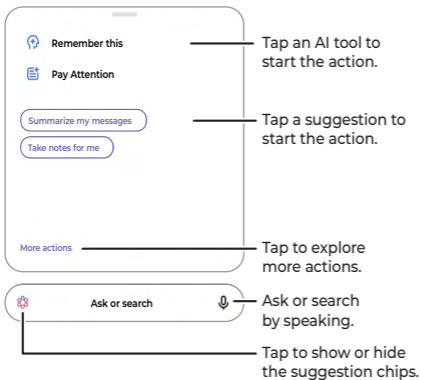 Remember this
Tap an AI tool to
start the action.
Pay Attention
Summarize my messages
Tap a suggestion to
start the action.
Take notes for me
More actions
Tap to explore
more actions.
Ask or search
Ask or search
by speaking.
Tap to show or hide
the suggestion chips.